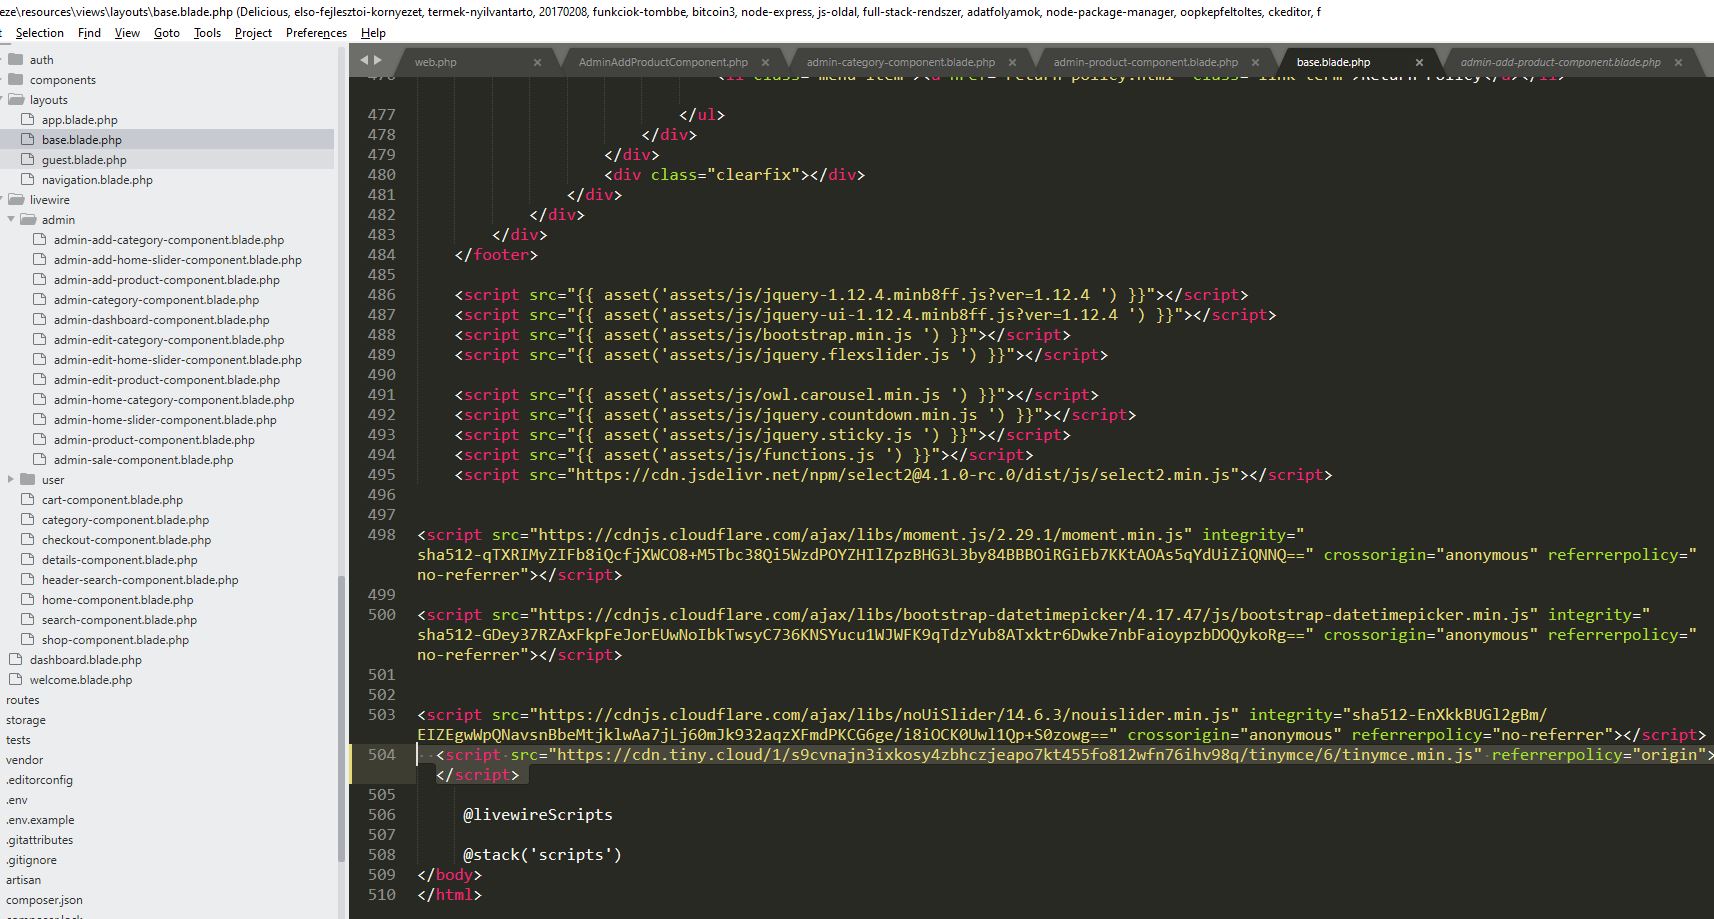 eze\resources\views\layouts\base.blade.php (Delicious, elso-fejlesztoi-kornyezet, termek-nyilvantarto, 20170208, funkciok-tombbe, bitcoin3, node-express, js-oldal, full-stack-rendszer, adatfolyamok, node-package-manager, oopkepfeltoltes, ckeditor, f
t Selection Find View Goto Tools Project Preferences Help
auth
components
layouts
app.blade.php
base.blade.php
guest.blade.php
navigation.blade.php
livewire
admin
admin-add-category-component.blade.php
admin-add-home-slider-component.blade.php
admin-add-product-component.blade.php
admin-category-component.blade.php
admin-dashboard-component.blade.php
admin-edit-category-component.blade.php
admin-edit-home-slider-component.blade.php
admin-edit-product-component.blade.php
admin-home-category-component.blade.php
admin-home-slider-component.blade.php
admin-product-component.blade.php
admin-sale-component.blade.php
user
cart-component.blade.php
category-component.blade.php
checkout-component.blade.php
details-component.blade.php
header-search-component.blade.php
home-component.blade.php
search-component.blade.php
shop-component.blade.php
dashboard.blade.php
welcome.blade.php
routes
storage
tests
vendor
.editorconfig
.env
.env.example
.gitattributes
.gitignore
artisan
composer.json
composer.lock
web.php × AdminAddProductComponent.php × admin-category-component.blade.php × admin-product-component.blade.php × base.blade.php × admin-add-product-component.blade.php ×
476 <li class="menu-item"><a href="return-policy.html" class="link-term">Return Policy</a></li>
477 </ul>
478 </div>
479 </div>
480 <div class="clearfix"></div>
481 </div>
482 </div>
483 </div>
484 </footer>
485
486 <script src="{{ asset('assets/js/jquery-1.12.4.minb8ff.js?ver=1.12.4 ') }}"></script>
487 <script src="{{ asset('assets/js/jquery-ui-1.12.4.minb8ff.js?ver=1.12.4 ') }}"></script>
488 <script src="{{ asset('assets/js/bootstrap.min.js ') }}"></script>
489 <script src="{{ asset('assets/js/jquery.flexslider.js ') }}"></script>
490
491 <script src="{{ asset('assets/js/owl.carousel.min.js ') }}"></script>
492 <script src="{{ asset('assets/js/jquery.countdown.min.js ') }}"></script>
493 <script src="{{ asset('assets/js/jquery.sticky.js ') }}"></script>
494 <script src="{{ asset('assets/js/functions.js ') }}"></script>
495 <script src="https://cdn.jsdelivr.net/npm/select2@4.1.0-rc.0/dist/js/select2.min.js"></script>
496
497
498 <script src="https://cdnjs.cloudflare.com/ajax/libs/moment.js/2.29.1/moment.min.js" integrity="
sha512-qTXRIMyZIFb8iQcfjXWCO8+M5Tbc38Qi5WzdPOYZHIlZpzBHG3L3by84BBBOiRGiEb7KKtAOAs5qYdUiZiQNNQ==" crossorigin="anonymous" referrerpolicy="
no-referrer"></script>
499
500 <script src="https://cdnjs.cloudflare.com/ajax/libs/bootstrap-datetimepicker/4.17.47/js/bootstrap-datetimepicker.min.js" integrity="
sha512-GDey37RZAxFkpFeJorEUwNoIbkTwsyC736KNSYucu1WJWFK9qTdzYub8ATxktr6Dwke7nbFaioypzbDOQykoRg==" crossorigin="anonymous" referrerpolicy="
no-referrer"></script>
501
502
503 <script src="https://cdnjs.cloudflare.com/ajax/libs/noUiSlider/14.6.3/nouislider.min.js" integrity="sha512-EnXkkBUGl2gBm/
EIZEgwWpQNavsnBbeMtjklwAa7jLj60mJk932aqzXFmdPKCG6ge/i8iOCK0Uwl1Qp+S0zowg==" crossorigin="anonymous" referrerpolicy="no-referrer"></script>
504 <script src="https://cdn.tiny.cloud/1/s9cvnajn3ixkosy4zbhczjeapo7kt455fo812wfn76ihv98q/tinymce/6/tinymce.min.js" referrerpolicy="origin">
</script>
505
506 @livewireScripts
507
508 @stack('scripts')
509 </body>
510 </html>